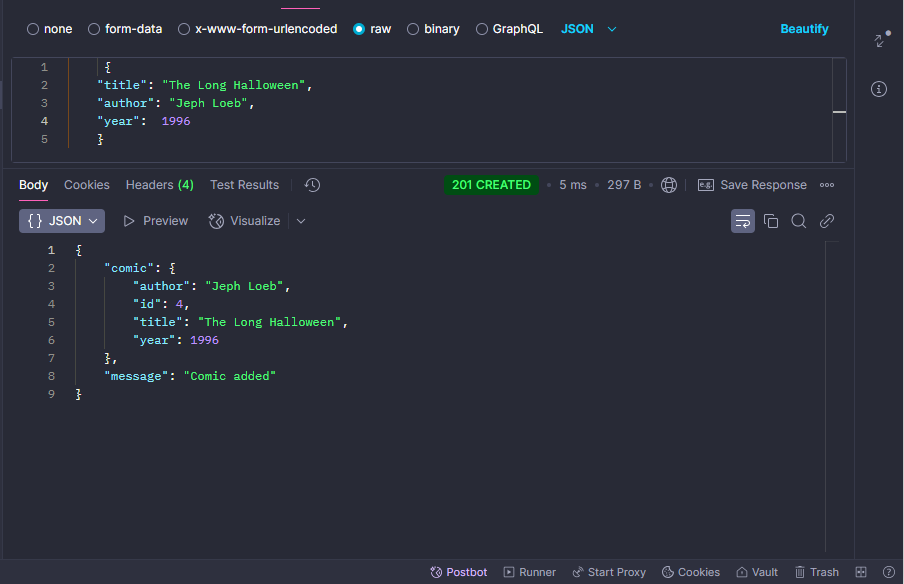 none form-data x-www-form-urlencoded raw binary GraphQL JSON Beautify
1 {
2 "title": "The Long Halloween",
3 "author": "Jeph Loeb",
4 "year":  1996
5 }
Body Cookies Headers (4) Test Results 201 CREATED • 5 ms • 297 B • e.g. Save Response
{} JSON Preview Visualize
1 {
2 "comic": {
3 "author": "Jeph Loeb",
4 "id": 4,
5 "title": "The Long Halloween",
6 "year": 1996
7 },
8 "message": "Comic added"
9 }
Postbot Runner Start Proxy Cookies Vault Trash